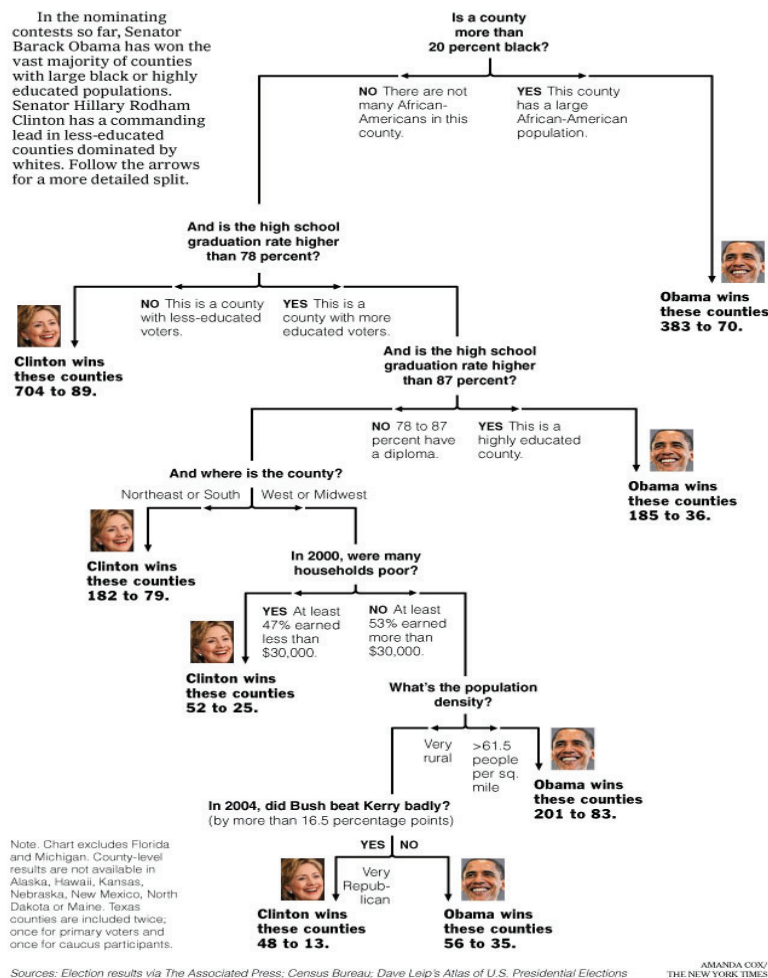 In the nominating
contests so far, Senator
Barack Obama has won the
vast majority of counties
with large black or highly
educated populations.
Senator Hillary Rodham
Clinton has a commanding
lead in less-educated
counties dominated by
whites. Follow the arrows
for a more detailed split.
Is a county
more than
20 percent black?
NO There are not
many African-
Americans in this
county.
YES This county
has a large
African-American
population.
And is the high school
graduation rate higher
than 78 percent?
Obama wins
these counties
383 to 70.
NO This is a county
with less-educated
voters.
YES This is a
county with more
educated voters.
Clinton wins
these counties
704 to 89.
And is the high school
graduation rate higher
than 87 percent?
NO 78 to 87
percent have
a diploma.
YES This is a
highly educated
county.
Obama wins
these counties
185 to 36.
And where is the county?
Northeast or South
West or Midwest
Clinton wins
these counties
182 to 79.
In 2000, were many
households poor?
YES At least
47% earned
less than
$30,000.
NO At least
53% earned
more than
$30,000.
Clinton wins
these counties
52 to 25.
What's the population
density?
Very
rural
>61.5
people
per sq.
mile
Obama wins
these counties
201 to 83.
In 2004, did Bush beat Kerry badly?
(by more than 16.5 percentage points)
YES
NO
Very
Repub-
lican
Clinton wins
these counties
48 to 13.
Obama wins
these counties
56 to 35.
Note. Chart excludes Florida
and Michigan. County-level
results are not available in
Alaska, Hawaii, Kansas,
Nebraska, New Mexico, North
Dakota or Maine. Texas
counties are included twice;
once for primary voters and
once for caucus participants.
Sources: Election results via The Associated Press; Census Bureau; Dave Leip's Atlas of U.S. Presidential Elections
AMANDA COX/
THE NEW YORK TIMES